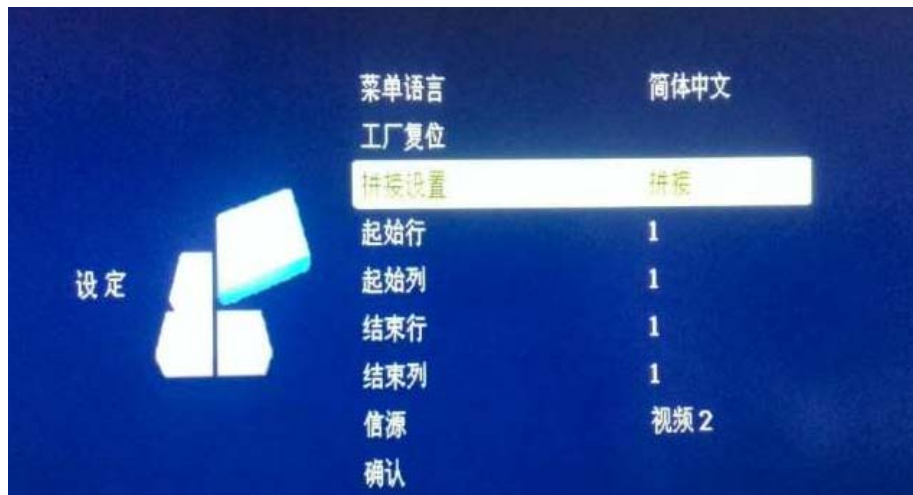 菜单语言 简体中文
工厂复位
拼接设置 拼接
起始行 1
起始列 1
设定
结束行 1
结束列 1
信源 视频2
确认